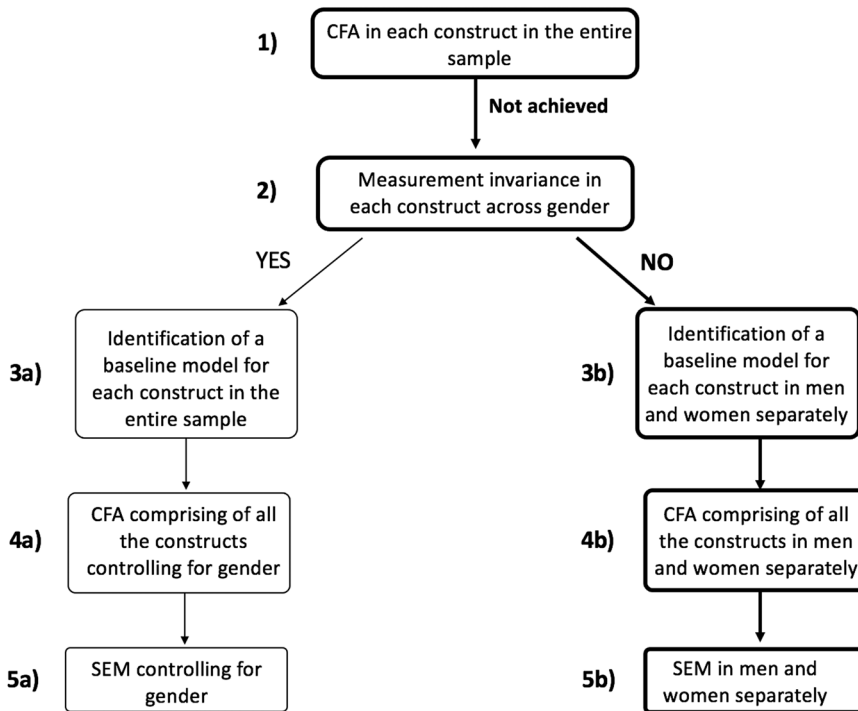 1)
CFA in each construct in the entire
sample
Not achieved
2)
Measurement invariance in
each construct across gender
YES
NO
3a)
Identification of a
baseline model for
each construct in the
entire sample
3b)
Identification of a
baseline model for
each construct in men
and women separately
4a)
CFA comprising of all
the constructs
controlling for gender
4b)
CFA comprising of all
the constructs in men
and women separately
5a)
SEM controlling for
gender
5b)
SEM in men and
women separately